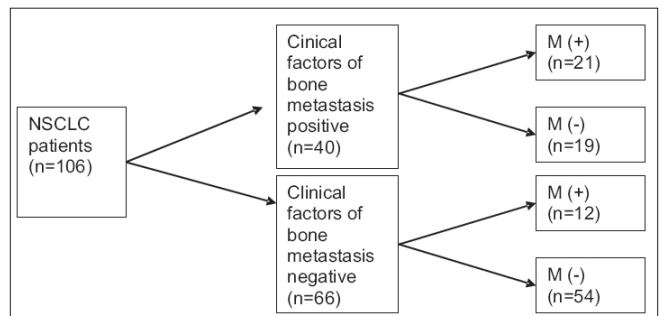 NSCLC
patients
(n=106)
Cinical
factors of
bone
metastasis
positive
(n=40)
Clinical
factors of
bone
metastasis
negative
(n=66)
M (+)
(n=21)
M (-)
(n=19)
M (+)
(n=12)
M (-)
(n=54)